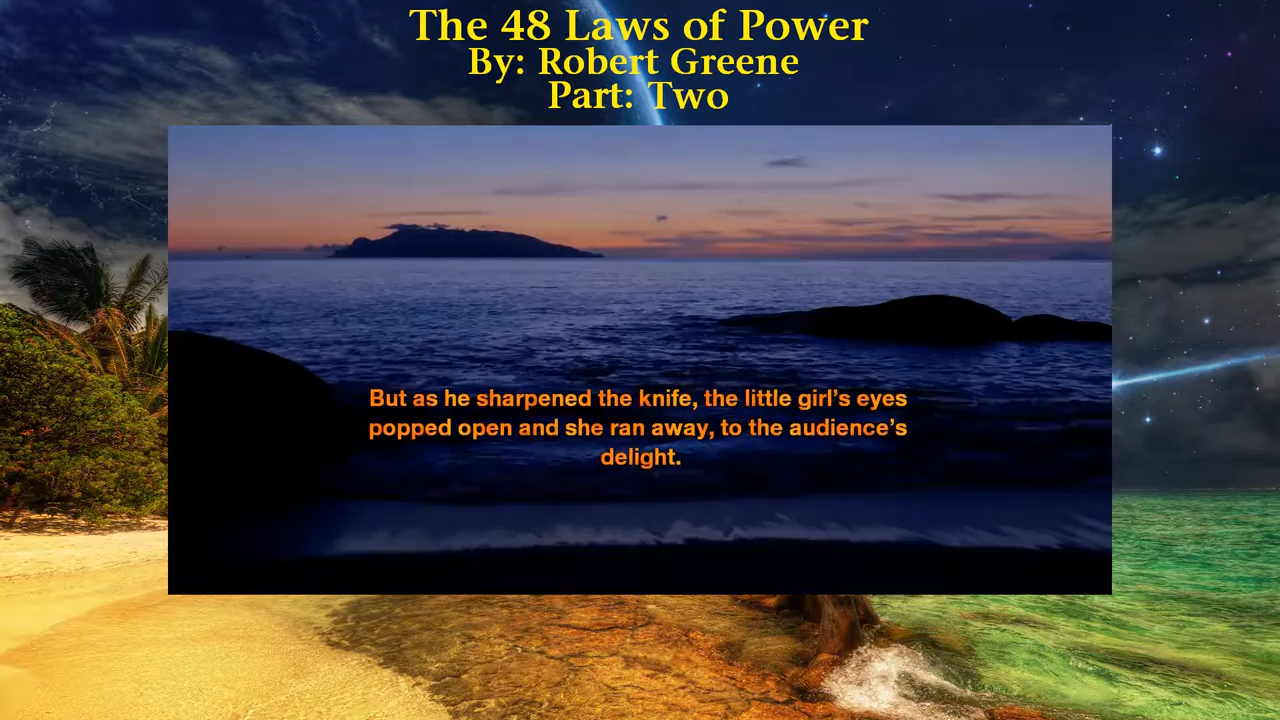 The 48 Laws of Power
By: Robert Greene
Part: Two
But as he sharpened the knife, the little girl’s eyes
popped open and she ran away, to the audience’s
delight.